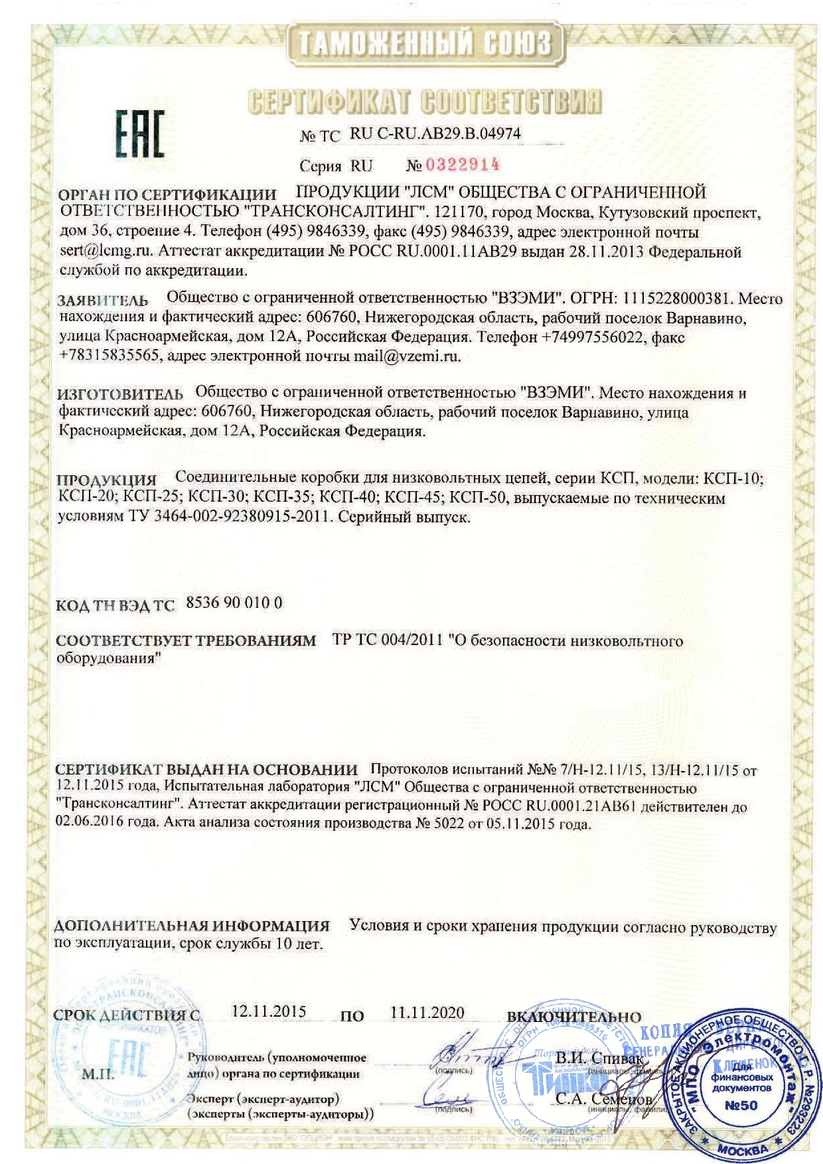 ТАМОЖЕННЫЙ СОЮЗ
СЕРТИФИКАТ СООТВЕТСТВИЯ
EAC
№ ТС RU C-RU.АВ29.В.04974
Серия RU № 0322914
ОРГАН ПО СЕРТИФИКАЦИИ ПРОДУКЦИИ "ЛСМ" ОБЩЕСТВА С ОГРАНИЧЕННОЙ
ОТВЕТСТВЕННОСТЬЮ "ТРАНСКОНСАЛТИНГ". 121170, город Москва, Кутузовский проспект,
дом 36, строение 4. Телефон (495) 9846339, факс (495) 9846339, адрес электронной почты
sert@lcmg.ru. Аттестат аккредитации № РОСС RU.0001.11АВ29 выдан 28.11.2013 Федеральной
службой по аккредитации.
ЗАЯВИТЕЛЬ Общество с ограниченной ответственностью "ВЗЭМИ". ОГРН: 1115228000381. Место
нахождения и фактический адрес: 606760, Нижегородская область, рабочий поселок Варнавино,
улица Красноармейская, дом 12А, Российская Федерация. Телефон +74997556022, факс
+78315835565, адрес электронной почты mail@vzemi.ru.
ИЗГОТОВИТЕЛЬ Общество с ограниченной ответственностью "ВЗЭМИ". Место нахождения и
фактический адрес: 606760, Нижегородская область, рабочий поселок Варнавино, улица
Красноармейская, дом 12А, Российская Федерация.
ПРОДУКЦИЯ Соединительные коробки для низковольтных цепей, серии КСП, модели: КСП-10;
КСП-20; КСП-25; КСП-30; КСП-35; КСП-40; КСП-45; КСП-50, выпускаемые по техническим
условиям ТУ 3464-002-92380915-2011. Серийный выпуск.
КОД ТН ВЭД ТС 8536 90 010 0
СООТВЕТСТВУЕТ ТРЕБОВАНИЯМ ТР ТС 004/2011 "О безопасности низковольтного
оборудования"
СЕРТИФИКАТ ВЫДАН НА ОСНОВАНИИ Протоколов испытаний №№ 7/Н-12.11/15, 13/Н-12.11/15 от
12.11.2015 года, Испытательная лаборатория "ЛСМ" Общества с ограниченной ответственностью
"Трансконсалтинг". Аттестат аккредитации регистрационный № РОСС RU.0001.21АВ61 действителен до
02.06.2016 года. Акта анализа состояния производства № 5022 от 05.11.2015 года.
ДОПОЛНИТЕЛЬНАЯ ИНФОРМАЦИЯ Условия и сроки хранения продукции согласно руководству
по эксплуатации, срок службы 10 лет.
СРОК ДЕЙСТВИЯ С 12.11.2015 ПО 11.11.2020 ВКЛЮЧИТЕЛЬНО
М.П.
Руководитель (уполномоченное
лицо) органа по сертификации
(подпись)
В.И. Спивак
Эксперт (эксперт-аудитор)
(эксперты (эксперты-аудиторы))
(подпись)
С.А. Семенов
(инициалы, фамилия)
EAC
КОПИЯ
ЗАКРЫТОЕ АКЦИОНЕРНОЕ ОБЩЕСТВО
"МПО Электромонтаж"
Для
финансовых
документов
№50
МОСКВА